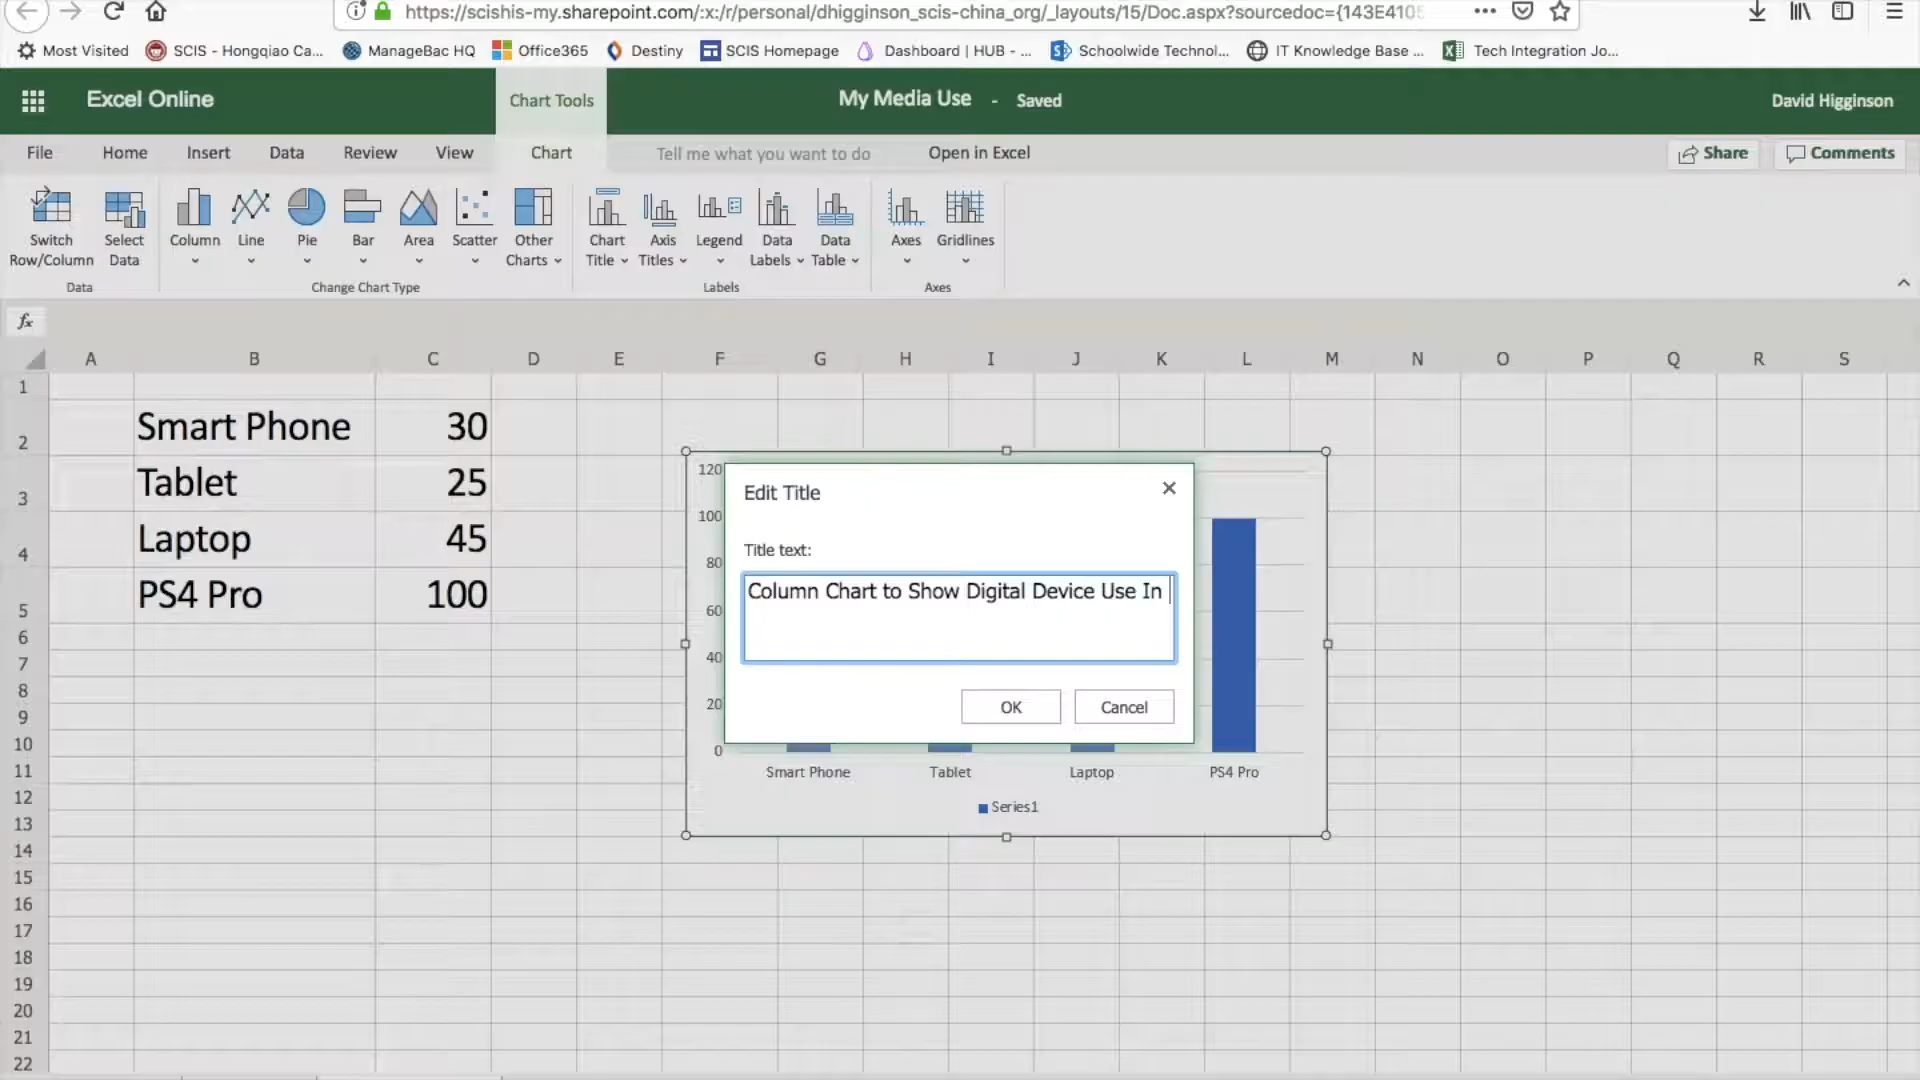 https://scishis-my.sharepoint.com/:x:/r/personal/dhigginson_scis-china_org/_layouts/15/Doc.aspx?sourcedoc={143E4105
Most Visited SCIS - Hongqiao Ca... ManageBac HQ Office365 Destiny SCIS Homepage Dashboard | HUB - ... Schoolwide Technol... IT Knowledge Base ... Tech Integration Jo...
Excel Online Chart Tools My Media Use - Saved David Higginson
File Home Insert Data Review View Chart Tell me what you want to do Open in Excel Share Comments
Switch Row/Column Select Data Column Line Pie Bar Area Scatter Other Charts Chart Title Axis Titles Legend Data Labels Data Table Axes Gridlines
Data Change Chart Type Labels Axes
fx
A B C D E F G H I J K L M N O P Q R S
1
2 Smart Phone 30
3 Tablet 25
4 Laptop 45
5 PS4 Pro 100
6
7
8
9
10
11
12
13
14
15
16
17
18
19
20
21
22
120
100
80
60
40
20
0
Edit Title
Title text:
Column Chart to Show Digital Device Use In
OK Cancel
Smart Phone Tablet Laptop PS4 Pro
Series1